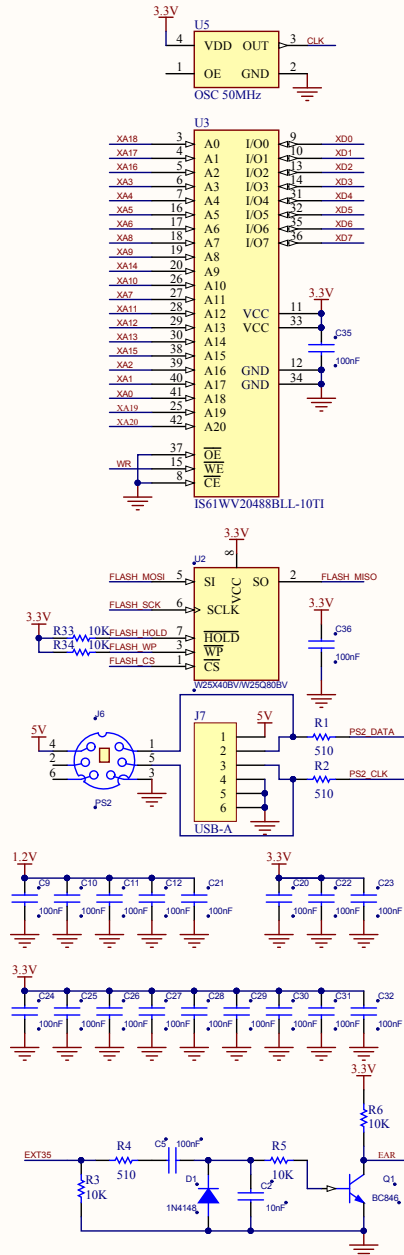 3.3V
U5
4 VDD OUT 3 CLK
1 OE GND 2
OSC 50MHz
U3
XA18 3 A0 I/O0 9 XD0
XA17 4 A1 I/O1 10 XD1
XA16 5 A2 I/O2 13 XD2
XA3 6 A3 I/O3 14 XD3
XA4 7 A4 I/O4 31 XD4
XA5 16 A5 I/O5 32 XD5
XA6 17 A6 I/O6 35 XD6
XA8 18 A7 I/O7 36 XD7
XA9 19 A8
XA14 20 A9
XA10 26 A10
XA7 27 A11
XA11 28 A12 VCC 11 3.3V
XA12 29 A13 VCC 33
XA13 30 A14 C35
XA15 38 A15 100nF
XA2 39 A16 GND 12
XA1 40 A17 GND 34
XA0 41 A18
XA19 25 A19
XA20 42 A20
37 OE
WR 15 WE
8 CE
IS61WV20488BLL-10TI
3.3V
U2 8
FLASH_MOSI 5 SI VCC SO 2 FLASH_MISO
FLASH_SCK 6 SCLK
3.3V R33 10K FLASH_HOLD 7 HOLD
R34 10K FLASH_WP 3 WP
FLASH_CS 1 CS
W25X40BV/W25Q80BV
3.3V
C36
100nF
J6 J7
5V 4 1 1 5V
2 5 2 R1 PS2_DATA
6 3 3 510
4 R2 PS2_CLK
5 510
6
PS2 USB-A
1.2V 3.3V
C9 C10 C11 C12 C21 C20 C22 C23
100nF 100nF 100nF 100nF 100nF 100nF 100nF 100nF
3.3V
C24 C25 C26 C27 C28 C29 C30 C31 C32
100nF 100nF 100nF 100nF 100nF 100nF 100nF 100nF 100nF
3.3V
R6
10K
EXT35 R4 C5 100nF R5 EAR
510 10K
R3 D1 C2 Q1
10K 1N4148 10nF BC846